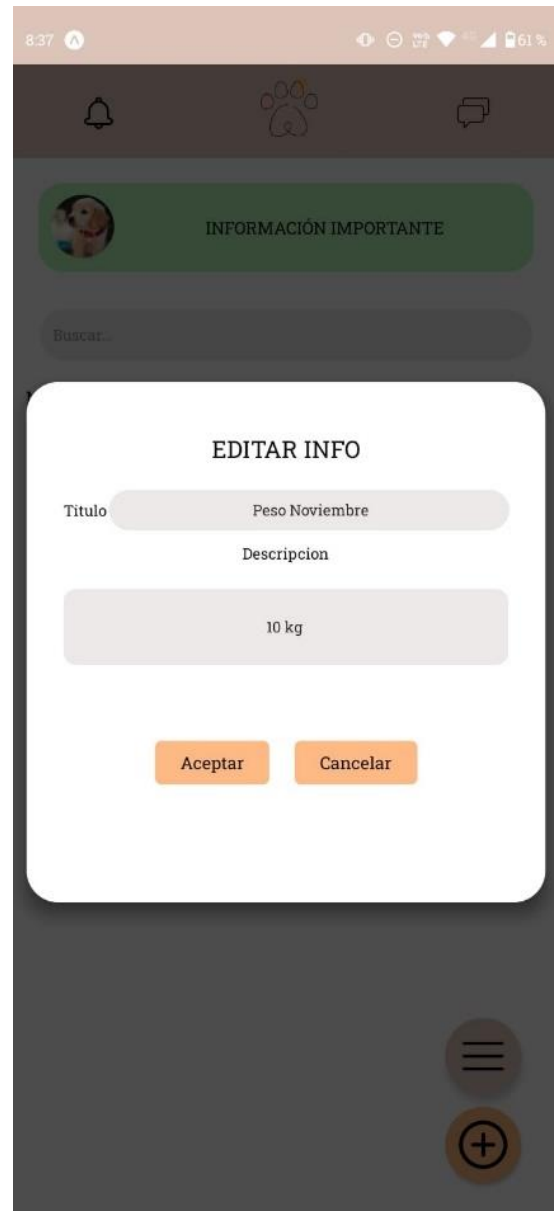 8:37
61 %
INFORMACIÓN IMPORTANTE
Buscar...
EDITAR INFO
Titulo Peso Noviembre
Descripcion
10 kg
Aceptar Cancelar